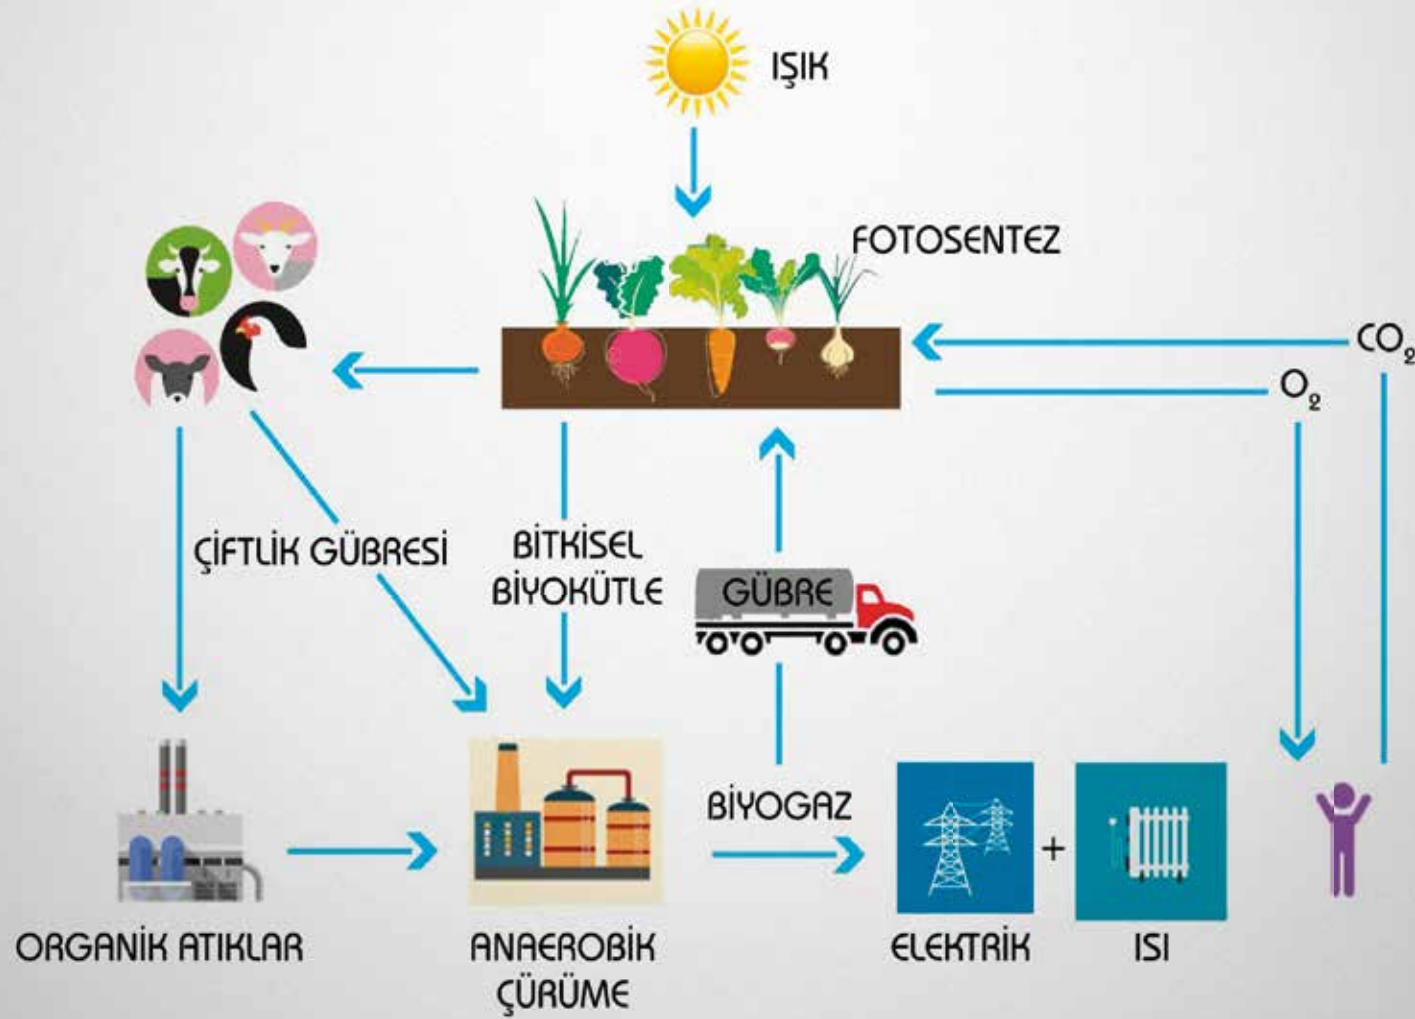 IŞIK
FOTOSENTEZ
CO₂
O₂
ÇİFTLİK GÜBRESİ
BİTKİSEL
BİYOKÜTLE
GÜBRE
BİYOGAZ
+
ORGANİK ATIKLAR
ANAEROBİK
ÇÜRÜME
ELEKTRİK
ISI